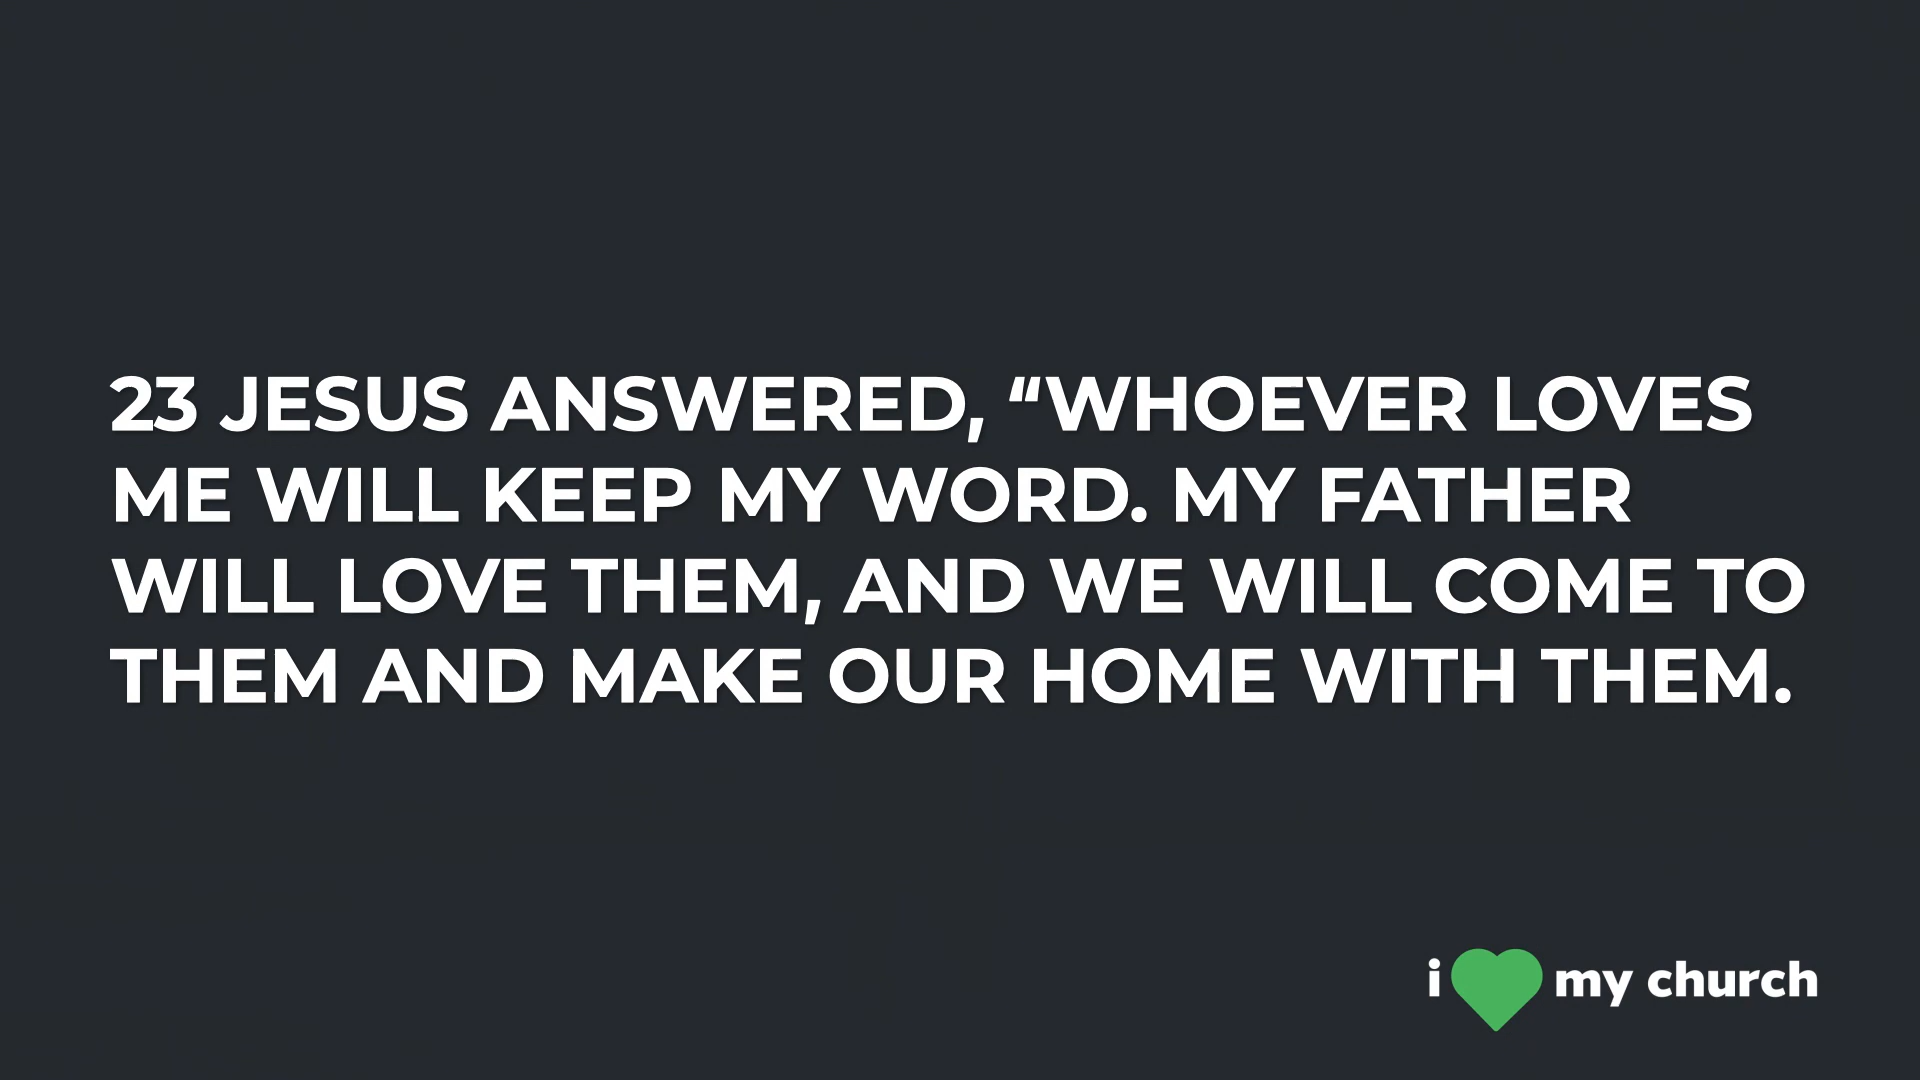 23 JESUS ANSWERED, “WHOEVER LOVES
ME WILL KEEP MY WORD. MY FATHER
WILL LOVE THEM, AND WE WILL COME TO
THEM AND MAKE OUR HOME WITH THEM.
i my church